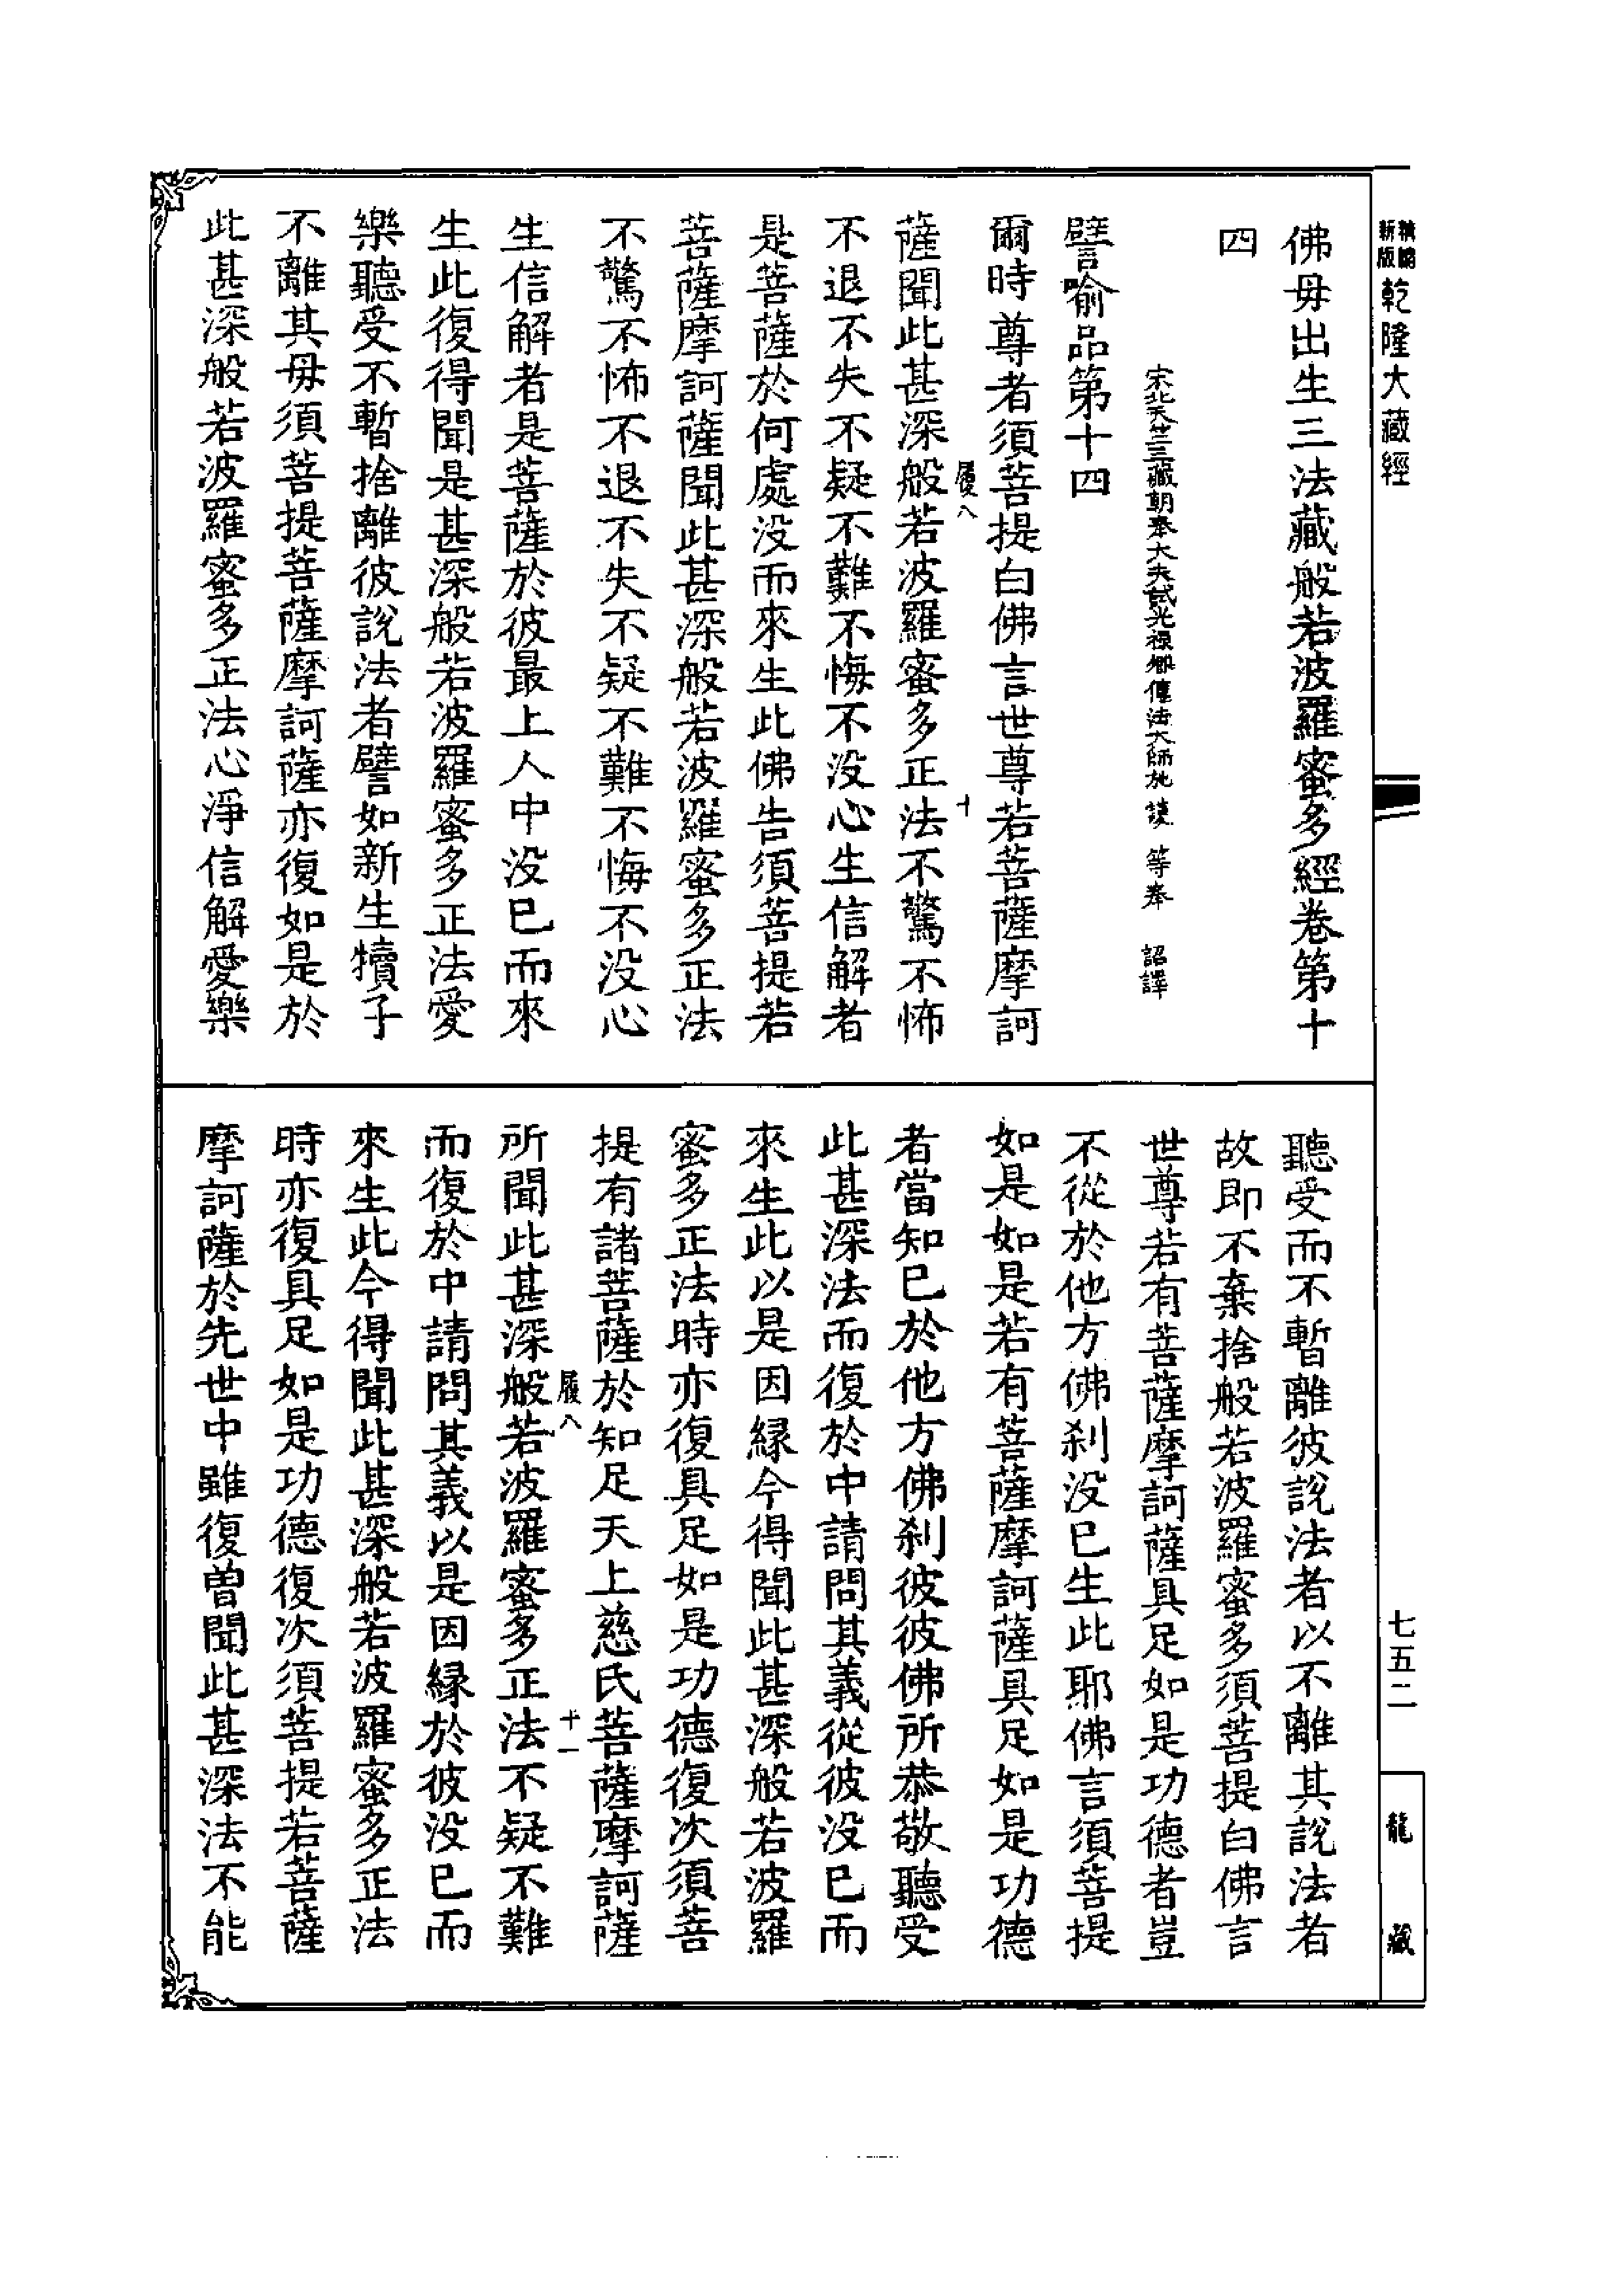 新版
乾隆大藏經
佛毋出生三法藏般若波羅蜜多經卷第十
四
宋北天竺三藏朝奉大夫試光祿卿傳法大師施護等奉 詔譯
譬喻品第十四
爾時尊者須菩提白佛言世尊若菩薩摩訶
履八 十
薩聞此甚深般若波羅蜜多正法不驚不怖
不退不失不疑不難不悔不没心生信解者
是菩薩於何處没而來生此佛告須菩提若
菩薩摩訶薩聞此甚深般若波羅蜜多正法
不驚不怖不退不失不疑不難不悔不没心
生信解者是菩薩於彼最上人中没已而來
生此復得聞是甚深般若波羅蜜多正法愛
樂聽受不暫捨離彼說法者譬如新生犢子
不離其毋須菩提菩薩摩訶薩亦復如是於
此甚深般若波羅蜜多正法心淨信解愛樂
聽受而不暫離彼說法者以不離其說法者
故即不棄捨般若波羅蜜多須菩提白佛言
世尊若有菩薩摩訶薩具足如是功德者豈
不從於他方佛刹没已生此耶佛言須菩提
如是如是若有菩薩摩訶薩具足如是功德
者當知已於他方佛刹彼彼佛所恭敬聽受
此甚深法而復於中請問其義從彼没已而
來生此以是因緣今得聞此甚深般若波羅
蜜多正法時亦復具足如是功德復次須菩
提有諸菩薩於知足天上慈氏菩薩摩訶薩
履八 十一
所聞此甚深般若波羅蜜多正法不疑不難
而復於中請問其義以是因緣於彼没已而
來生此今得聞此甚深般若波羅蜜多正法
時亦復具足如是功德復次須菩提若菩薩
摩訶薩於先世中雖復曾聞此甚深法不能
七五二
龍藏